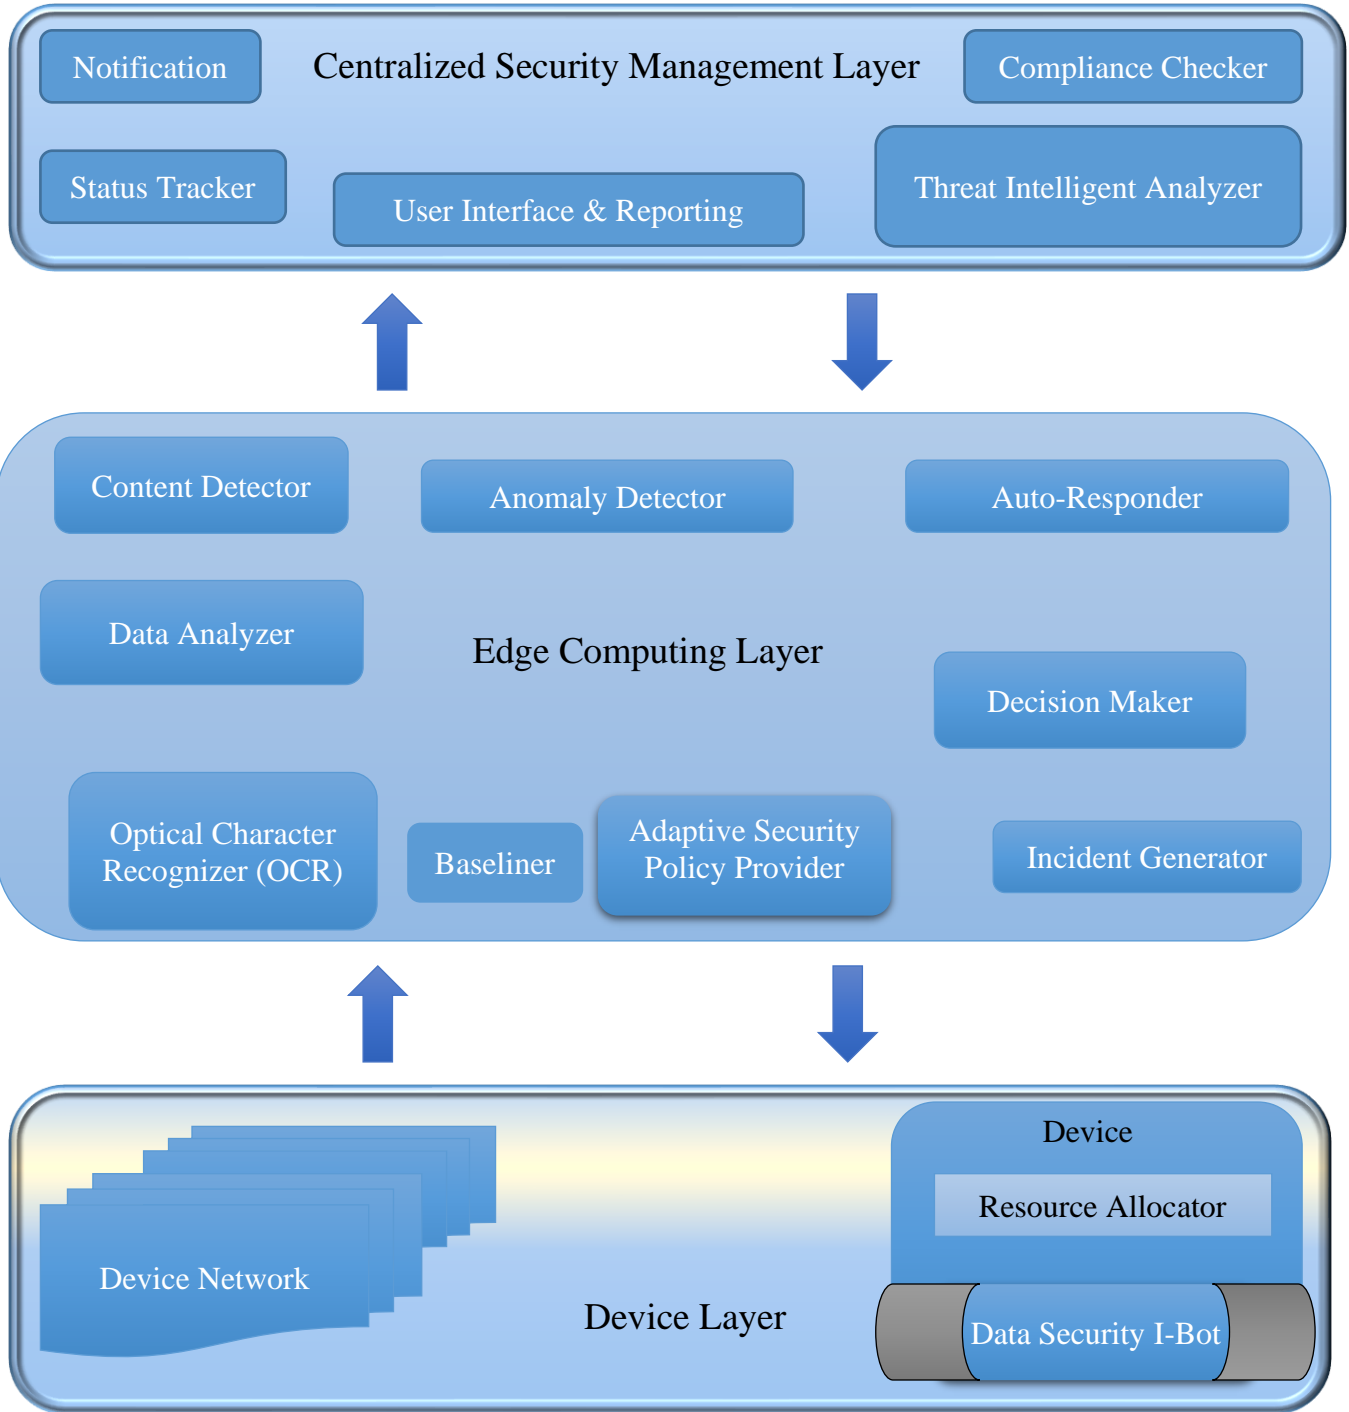 Notification
Centralized Security Management Layer
Compliance Checker
Status Tracker
User Interface & Reporting
Threat Intelligent Analyzer
Content Detector
Anomaly Detector
Auto-Responder
Data Analyzer
Edge Computing Layer
Decision Maker
Optical Character
Recognizer (OCR)
Baseliner
Adaptive Security
Policy Provider
Incident Generator
Device
Resource Allocator
Device Network
Device Layer
Data Security I-Bot